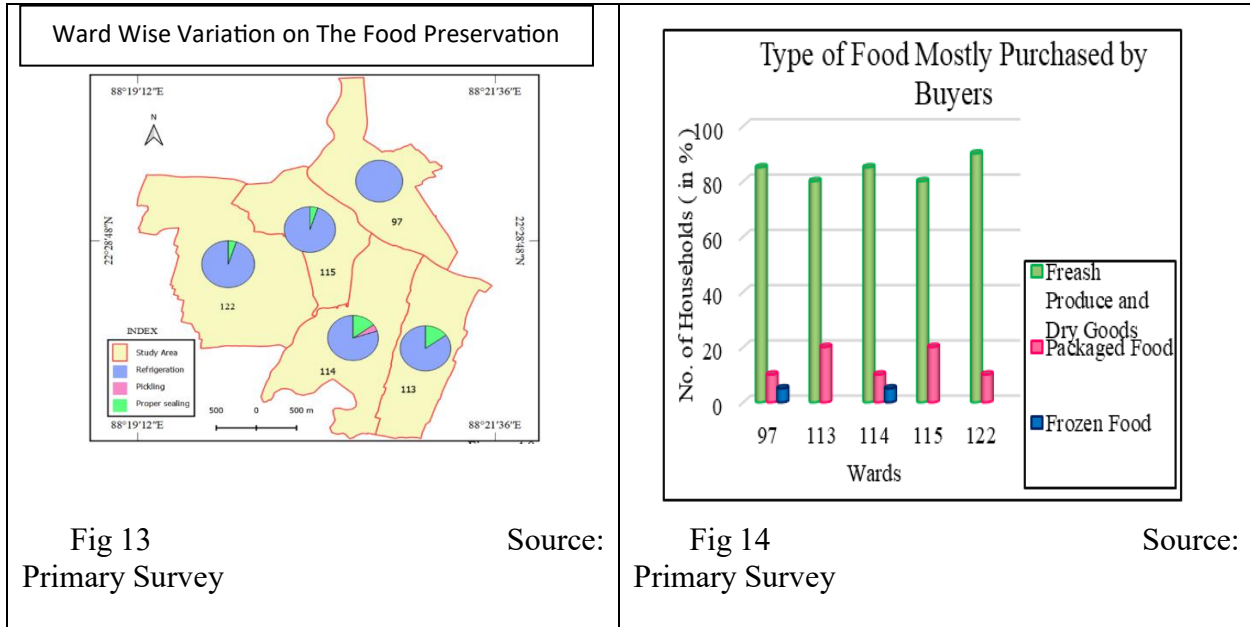 Ward Wise Variation on The Food Preservation
88°19'12"E
88°21'36"E
N
22°28'48"N
22°28'48"N
97
115
122
114
113
INDEX
Study Area
Refrigeration
Pickling
Proper sealing
500 0 500 m
88°19'12"E
88°21'36"E
Fig 13 Source:
Primary Survey
Type of Food Mostly Purchased by
Buyers
No. of Households ( in % )
100
80
60
40
20
0
97 113 114 115 122
Wards
Freash
Produce and
Dry Goods
Packaged Food
Frozen Food
Fig 14 Source:
Primary Survey